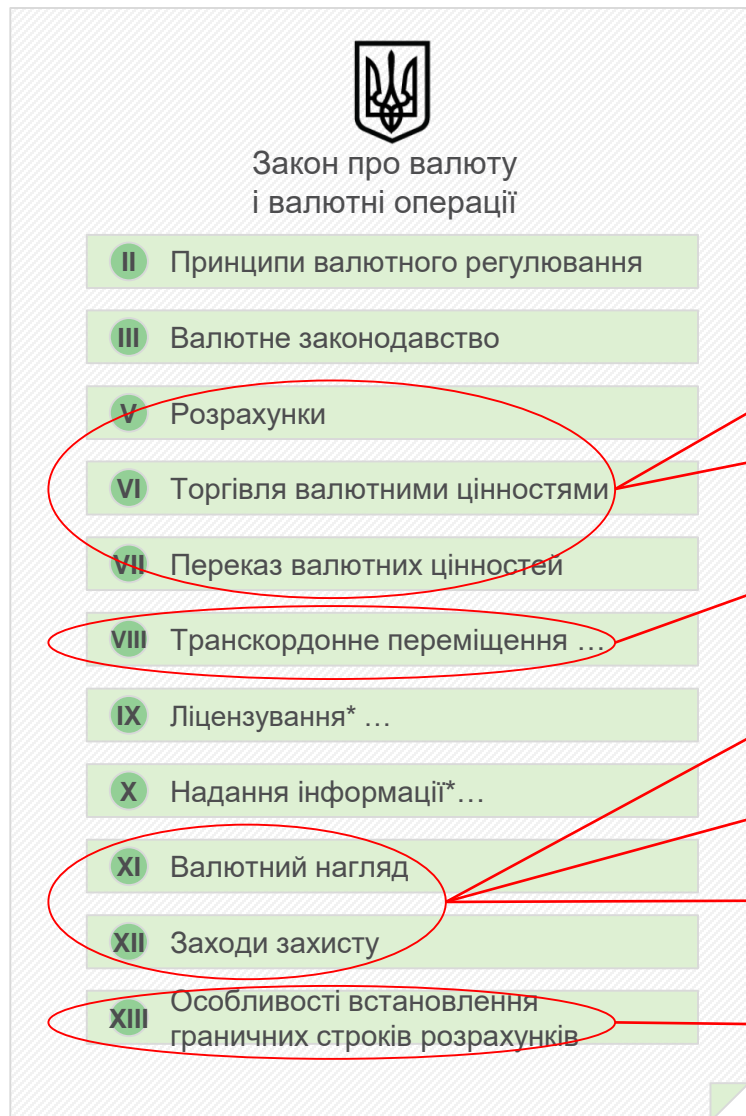 Закон про валюту
і валютні операції
II Принципи валютного регулювання
III Валютне законодавство
V Розрахунки
VI Торгівля валютними цінностями
VII Переказ валютних цінностей
VIII Транскордонне переміщення …
IX Ліцензування* …
X Надання інформації*…
XI Валютний нагляд
XII Заходи захисту
XIII Особливості встановлення
граничних строків розрахунків